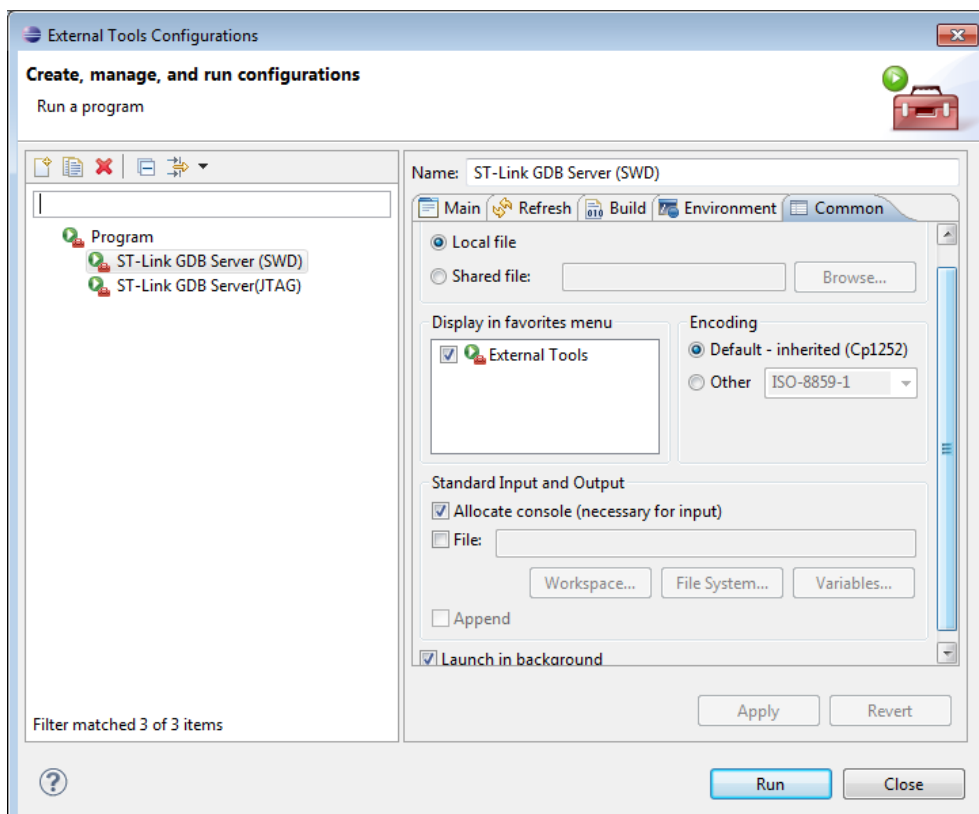 External Tools Configurations
Create, manage, and run configurations
Run a program
Name: ST-Link GDB Server (SWD)
Main Refresh Build Environment Common
Program
ST-Link GDB Server (SWD)
ST-Link GDB Server(JTAG)
Filter matched 3 of 3 items
Local file
Shared file: Browse...
Display in favorites menu
External Tools
Encoding
Default - inherited (Cp1252)
Other ISO-8859-1
Standard Input and Output
Allocate console (necessary for input)
File:
Workspace... File System... Variables...
Append
Launch in background
Apply Revert
? Run Close